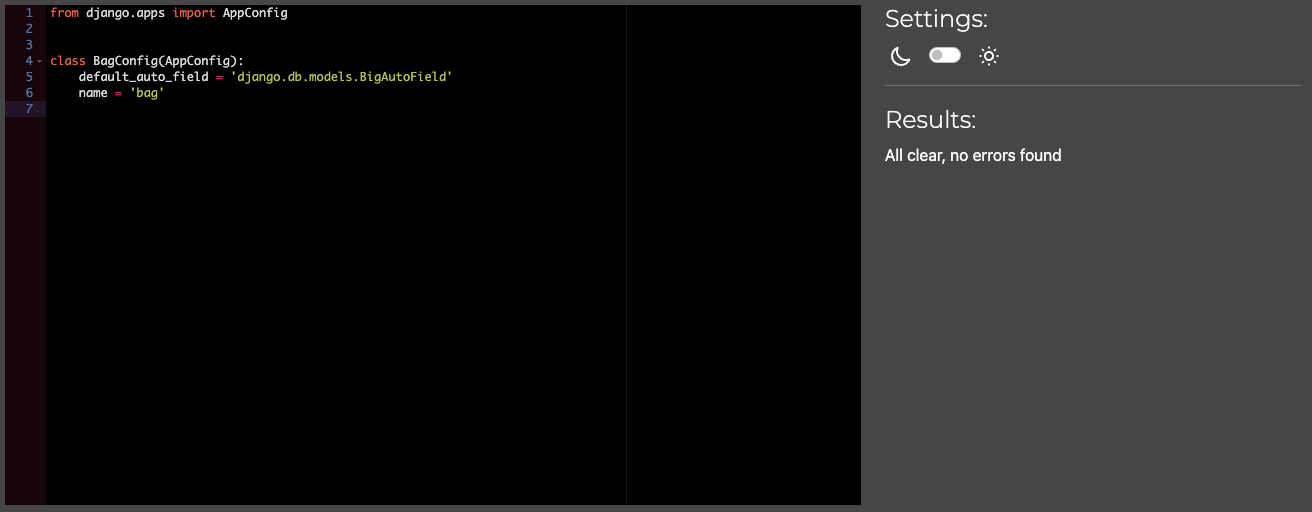 1 from django.apps import AppConfig
2
3
4 class BagConfig(AppConfig):
5     default_auto_field = 'django.db.models.BigAutoField'
6     name = 'bag'
7
Settings:
Results:
All clear, no errors found